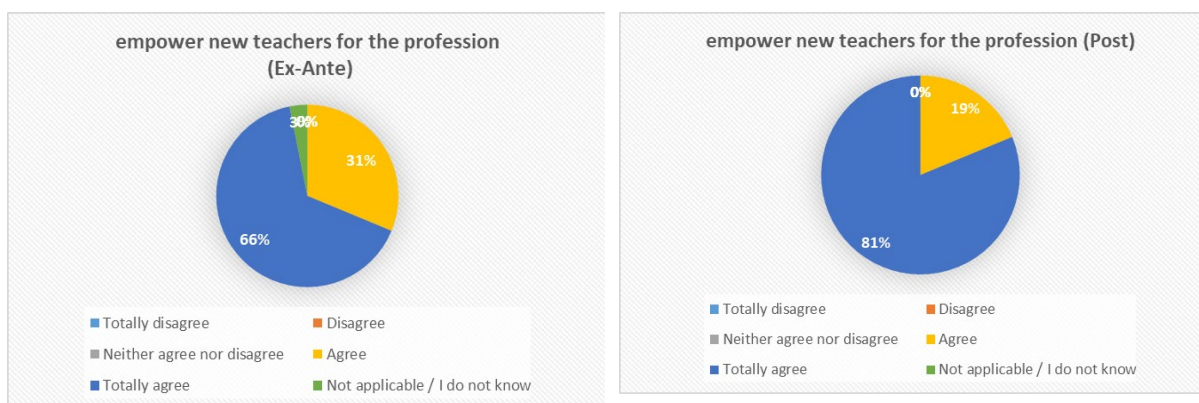 empower new teachers for the profession
(Ex-Ante)
3%
0%
31%
66%
Totally disagree
Disagree
Neither agree nor disagree
Agree
Totally agree
Not applicable / I do not know
empower new teachers for the profession (Post)
0%
19%
81%
Totally disagree
Disagree
Neither agree nor disagree
Agree
Totally agree
Not applicable / I do not know